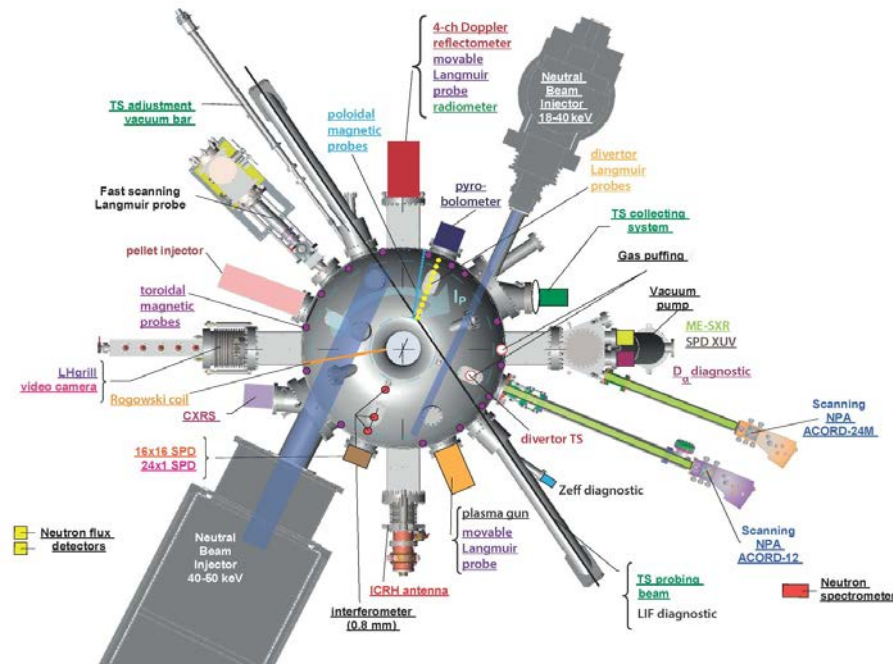 4-ch Doppler
reflectometer
movable
Langmuir
probe
radiometer
Neutral
Beam
Injector
18-40 keV
TS adjustment
vacuum bar
poloidal
magnetic
probes
divertor
Langmuir
probes
Fast scanning
Langmuir probe
pyro-
bolometer
TS collecting
system
pellet injector
Gas puffing
toroidal
magnetic
probes
Ip
Vacuum
pump
ME-SXR
SPD XUV
Dα diagnostic
LHgrill
video camera
Rogowski coil
CXRS
Scanning
NPA
ACORD-24M
divertor TS
16x16 SPD
24x1 SPD
Zeff diagnostic
Neutron flux
detectors
Neutral
Beam
Injector
40-50 keV
plasma gun
movable
Langmuir
probe
Scanning
NPA
ACORD-12
ICRH antenna
interferometer
(0.8 mm)
TS probing
beam
LIF diagnostic
Neutron
spectrometer